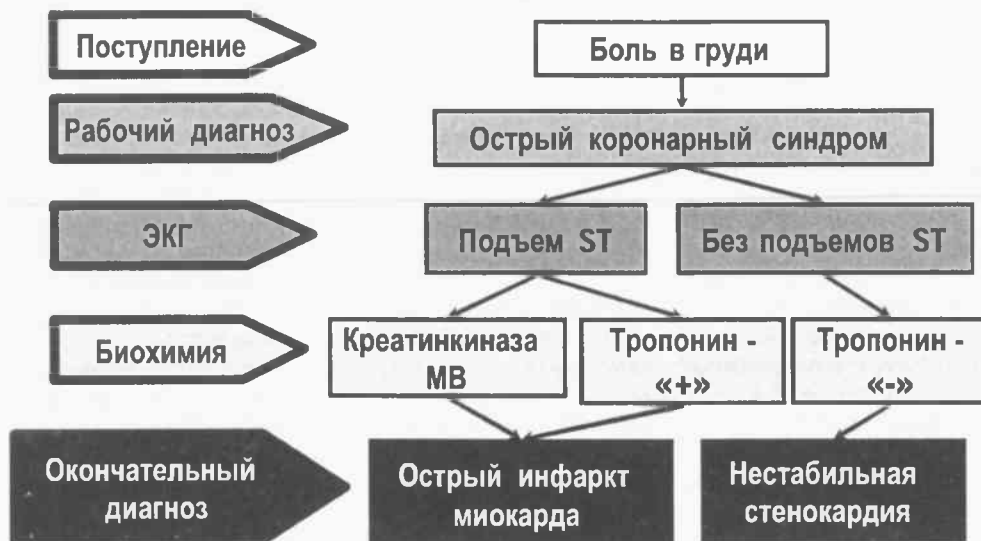 Поступление
Боль в груди
Рабочий диагноз
Острый коронарный синдром
ЭКГ
Подъем ST
Без подъемов ST
Биохимия
Креатинкиназа
МВ
Тропонин -
«+»
Тропонин -
«-»
Окончательный
диагноз
Острый инфаркт
миокарда
Нестабильная
стенокардия